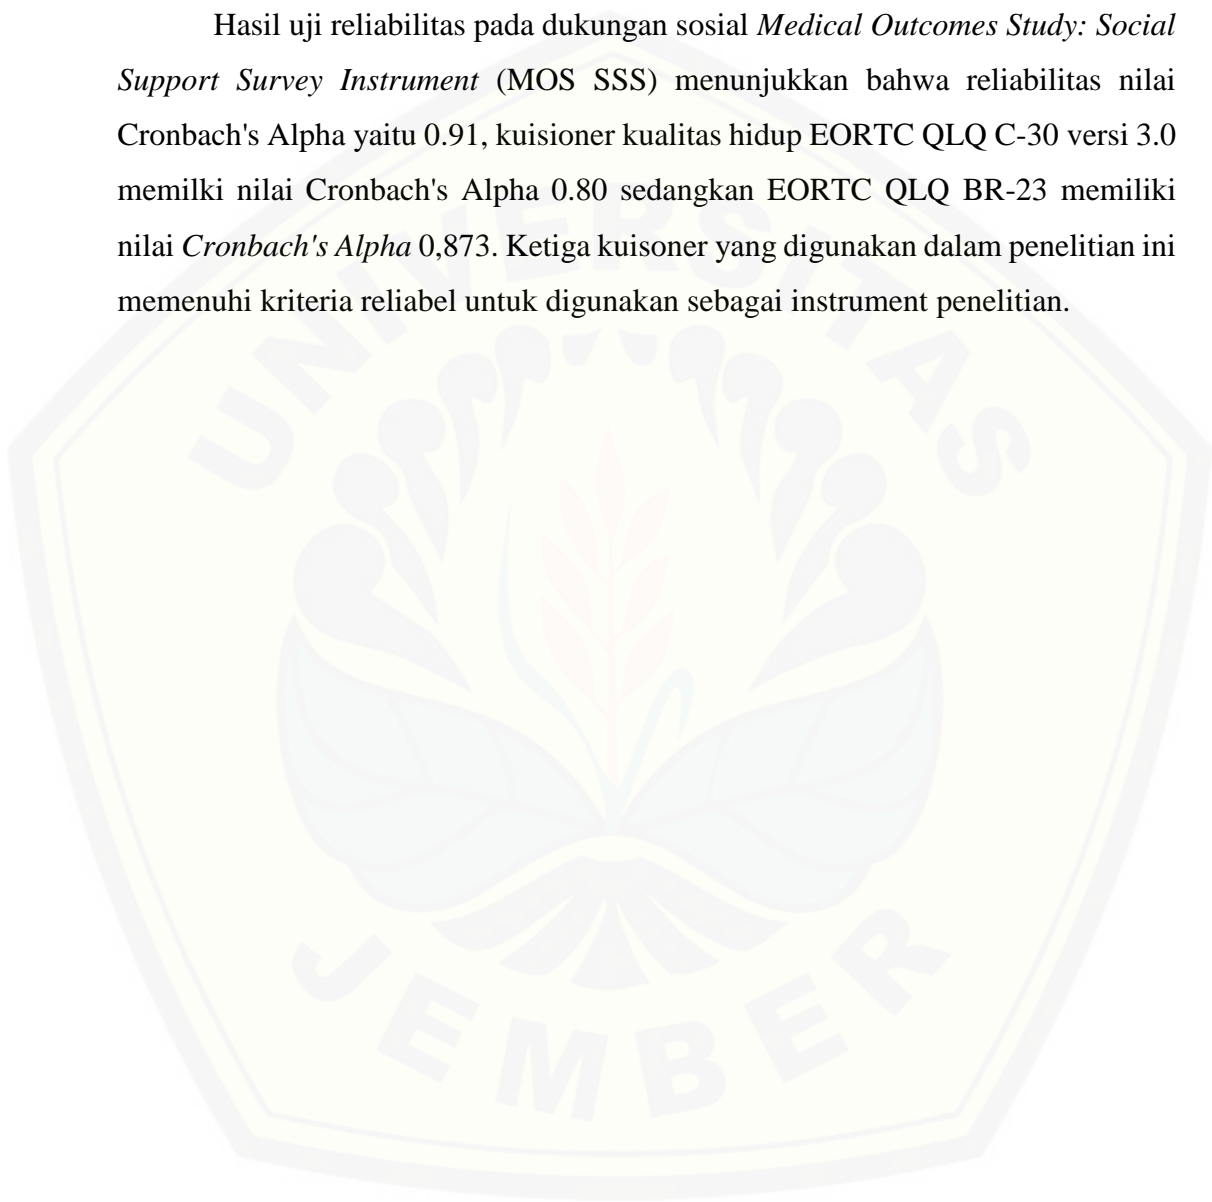 Hasil uji reliabilitas pada dukungan sosial Medical Outcomes Study: Social
Support Survey Instrument (MOS SSS) menunjukkan bahwa reliabilitas nilai
Cronbach's Alpha yaitu 0.91, kuisioner kualitas hidup EORTC QLQ C-30 versi 3.0
memilki nilai Cronbach's Alpha 0.80 sedangkan EORTC QLQ BR-23 memiliki
nilai Cronbach's Alpha 0,873. Ketiga kuisoner yang digunakan dalam penelitian ini
memenuhi kriteria reliabel untuk digunakan sebagai instrument penelitian.
UNIVERSITAS
JEMBER